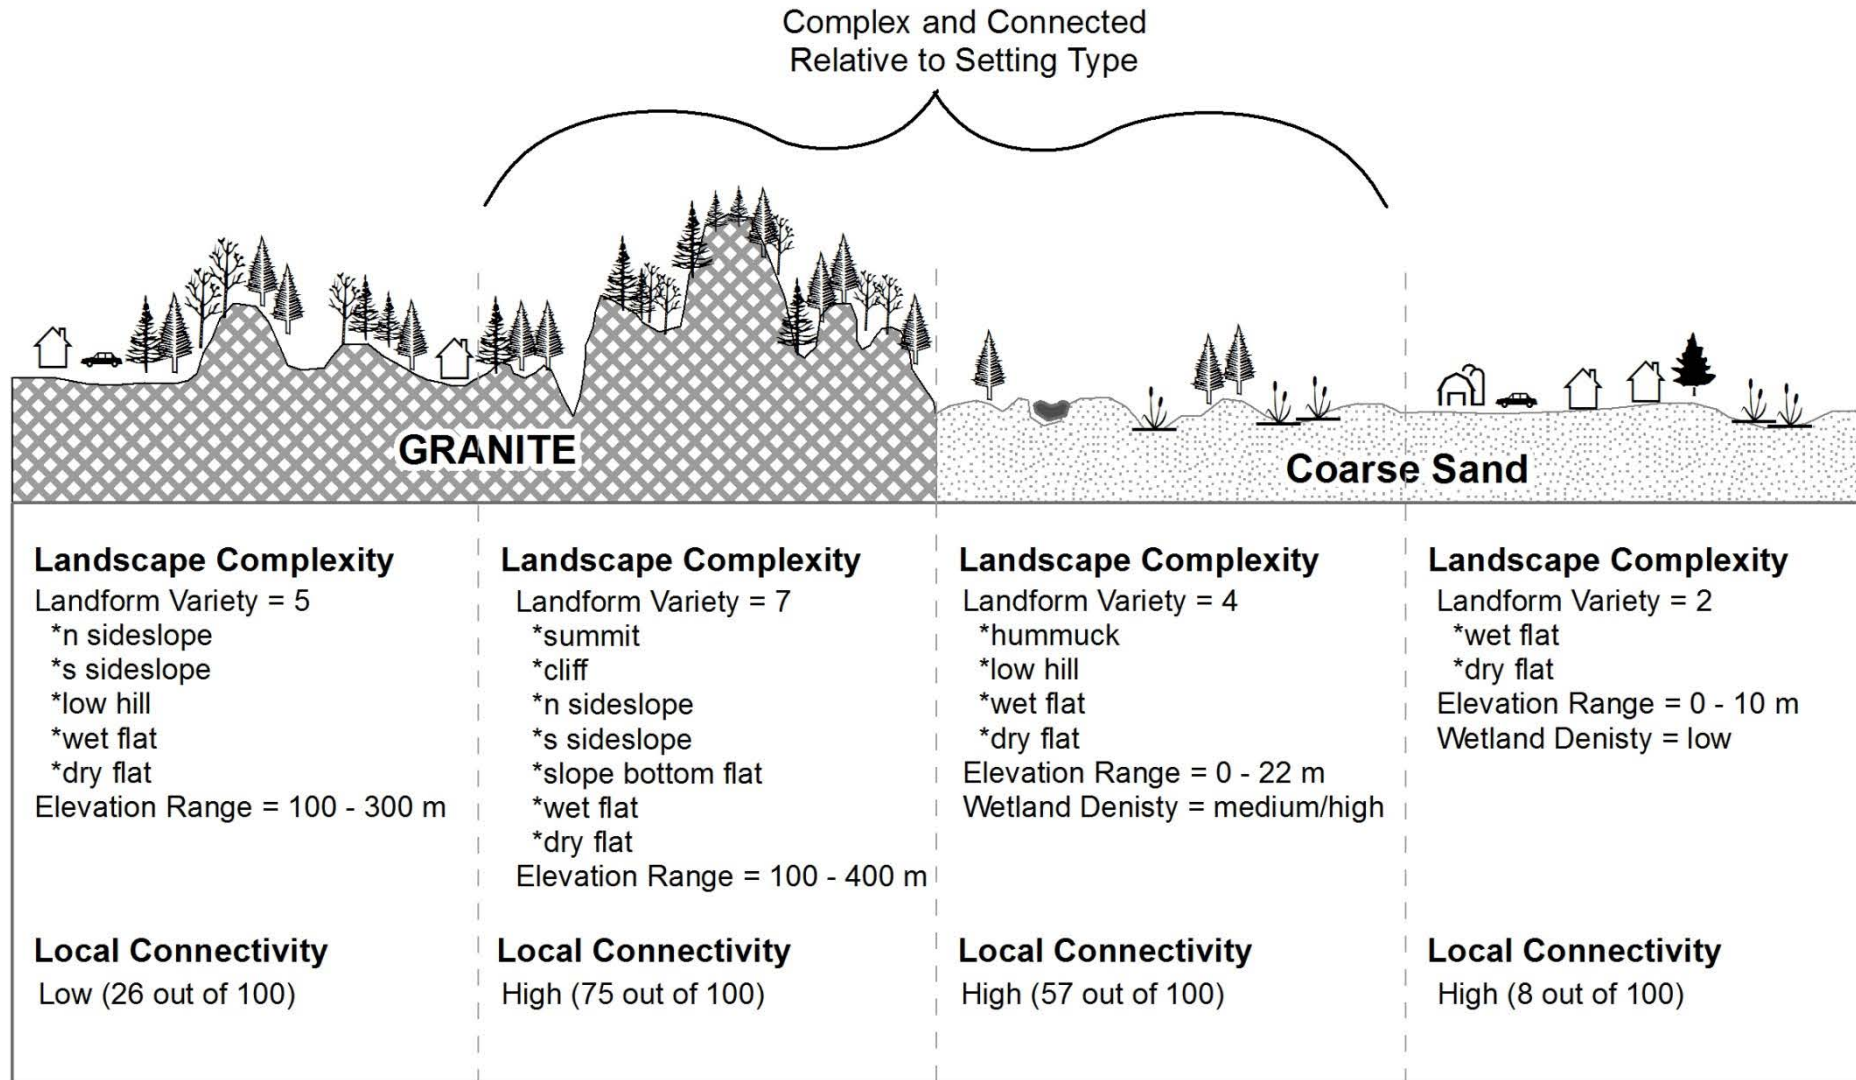 Complex and Connected
Relative to Setting Type
GRANITE
Coarse Sand
Landscape Complexity
Landform Variety = 5
*n sideslope
*s sideslope
*low hill
*wet flat
*dry flat
Elevation Range = 100 - 300 m
Local Connectivity
Low (26 out of 100)
Landscape Complexity
Landform Variety = 7
*summit
*cliff
*n sideslope
*s sideslope
*slope bottom flat
*wet flat
*dry flat
Elevation Range = 100 - 400 m
Local Connectivity
High (75 out of 100)
Landscape Complexity
Landform Variety = 4
*hummuck
*low hill
*wet flat
*dry flat
Elevation Range = 0 - 22 m
Wetland Denisty = medium/high
Local Connectivity
High (57 out of 100)
Landscape Complexity
Landform Variety = 2
*wet flat
*dry flat
Elevation Range = 0 - 10 m
Wetland Denisty = low
Local Connectivity
High (8 out of 100)